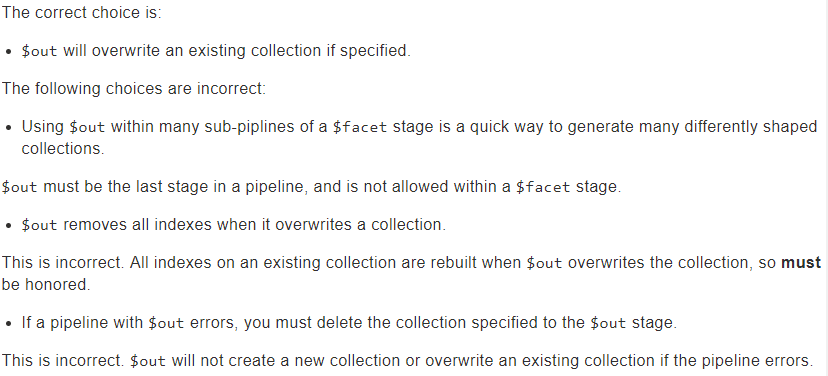 The correct choice is:
• $out will overwrite an existing collection if specified.
The following choices are incorrect:
• Using $out within many sub-piplines of a $facet stage is a quick way to generate many differently shaped
collections.
$out must be the last stage in a pipeline, and is not allowed within a $facet stage.
• $out removes all indexes when it overwrites a collection.
This is incorrect. All indexes on an existing collection are rebuilt when $out overwrites the collection, so must
be honored.
• If a pipeline with $out errors, you must delete the collection specified to the $out stage.
This is incorrect. $out will not create a new collection or overwrite an existing collection if the pipeline errors.